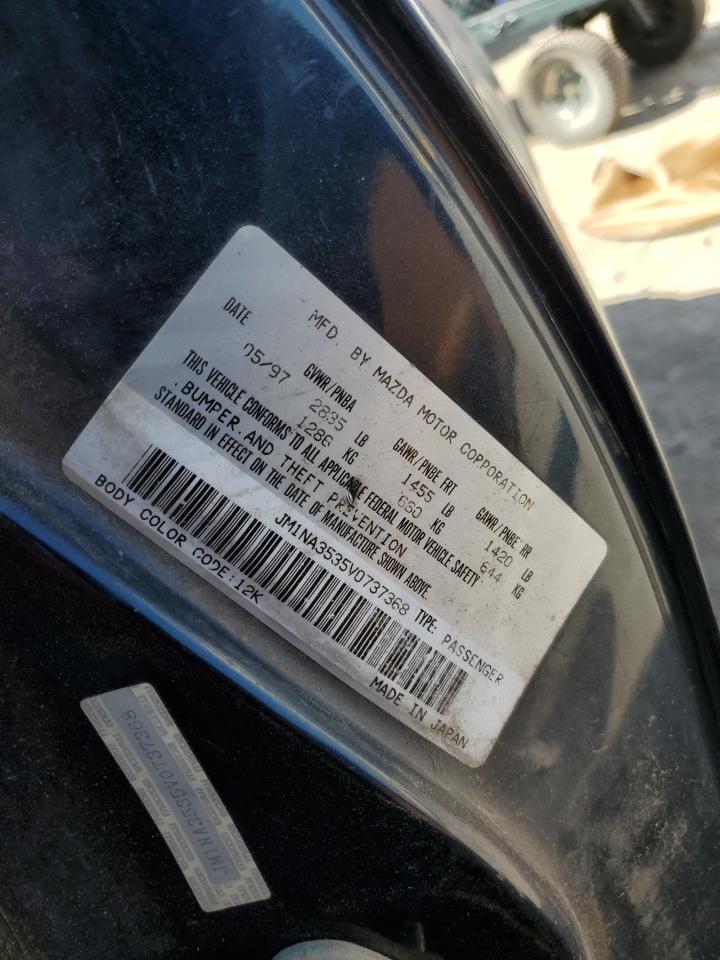 MFD. BY MAZDA MOTOR CORPORATION
DATE GVWR/PNBA GAWR/PNBE FRT GAWR/PNBE RR
05/97 2835 LB 1455 LB 1420 LB
1286 KG 660 KG 644 KG
THIS VEHICLE CONFORMS TO ALL APPLICABLE FEDERAL MOTOR VEHICLE SAFETY
, BUMPER AND THEFT PREVENTION
STANDARD IN EFFECT ON THE DATE OF MANUFACTURE SHOWN ABOVE.
JM1NA3535V0737368 TYPE: PASSENGER
BODY COLOR CODE:12K
MADE IN JAPAN
JM1NA3535V0737368